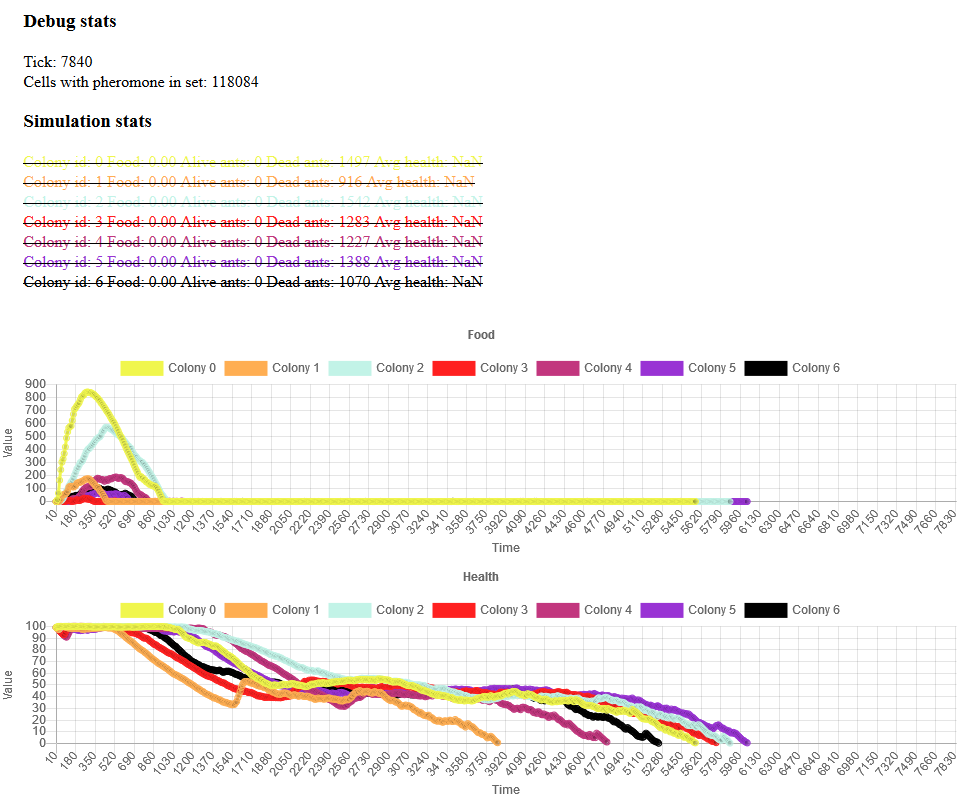 Debug stats
Tick: 7840
Cells with pheromone in set: 118084
Simulation stats
Colony id: 0 Food: 0.00 Alive ants: 0 Dead ants: 1497 Avg health: NaN
Colony id: 1 Food: 0.00 Alive ants: 0 Dead ants: 916 Avg health: NaN
Colony id: 2 Food: 0.00 Alive ants: 0 Dead ants: 1542 Avg health: NaN
Colony id: 3 Food: 0.00 Alive ants: 0 Dead ants: 1283 Avg health: NaN
Colony id: 4 Food: 0.00 Alive ants: 0 Dead ants: 1227 Avg health: NaN
Colony id: 5 Food: 0.00 Alive ants: 0 Dead ants: 1388 Avg health: NaN
Colony id: 6 Food: 0.00 Alive ants: 0 Dead ants: 1070 Avg health: NaN
Food
Colony 0 Colony 1 Colony 2 Colony 3 Colony 4 Colony 5 Colony 6
Value
900
800
700
600
500
400
300
200
100
0
10 180 350 520 690 860 1030 1200 1370 1540 1710 1880 2050 2220 2390 2560 2730 2900 3070 3240 3410 3580 3750 3920 4090 4260 4430 4600 4770 4940 5110 5280 5450 5620 5790 5960 6130 6300 6470 6640 6810 6980 7150 7320 7490 7660 7830
Time
Health
Colony 0 Colony 1 Colony 2 Colony 3 Colony 4 Colony 5 Colony 6
Value
100
90
80
70
60
50
40
30
20
10
0
10 180 350 520 690 860 1030 1200 1370 1540 1710 1880 2050 2220 2390 2560 2730 2900 3070 3240 3410 3580 3750 3920 4090 4260 4430 4600 4770 4940 5110 5280 5450 5620 5790 5960 6130 6300 6470 6640 6810 6980 7150 7320 7490 7660 7830
Time